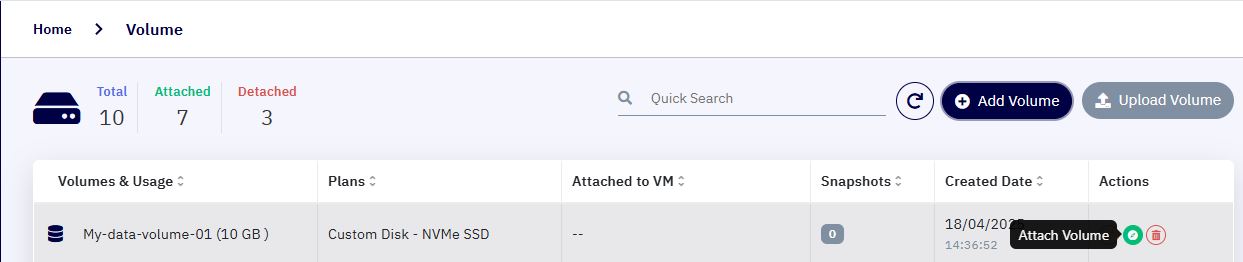 Home > Volume
Total Attached Detached
10 7 3
Quick Search
Add Volume
Upload Volume
Volumes & Usage Plans Attached to VM Snapshots Created Date Actions
My-data-volume-01 (10 GB ) Custom Disk - NVMe SSD -- 0 18/04/202
14:36:52
Attach Volume